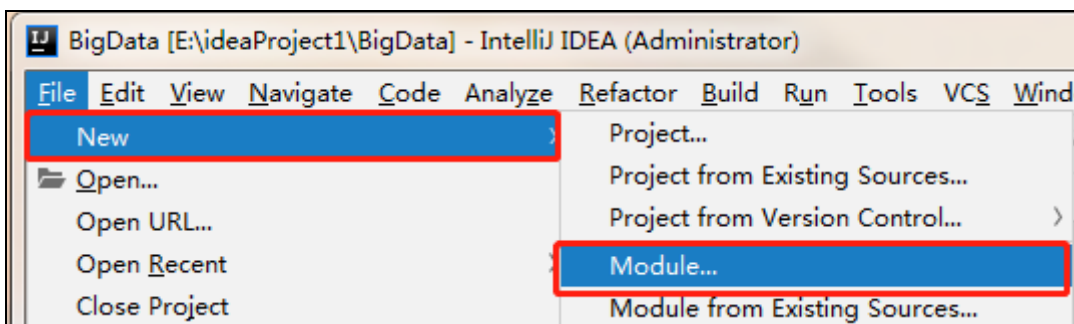 IJ BigData [E:\ideaProject1\BigData] - IntelliJ IDEA (Administrator)
File Edit View Navigate Code Analyze Refactor Build Run Tools VCS Wind
New Project...
Open... Project from Existing Sources...
Open URL... Project from Version Control...
Open Recent Module...
Close Project Module from Existing Sources...